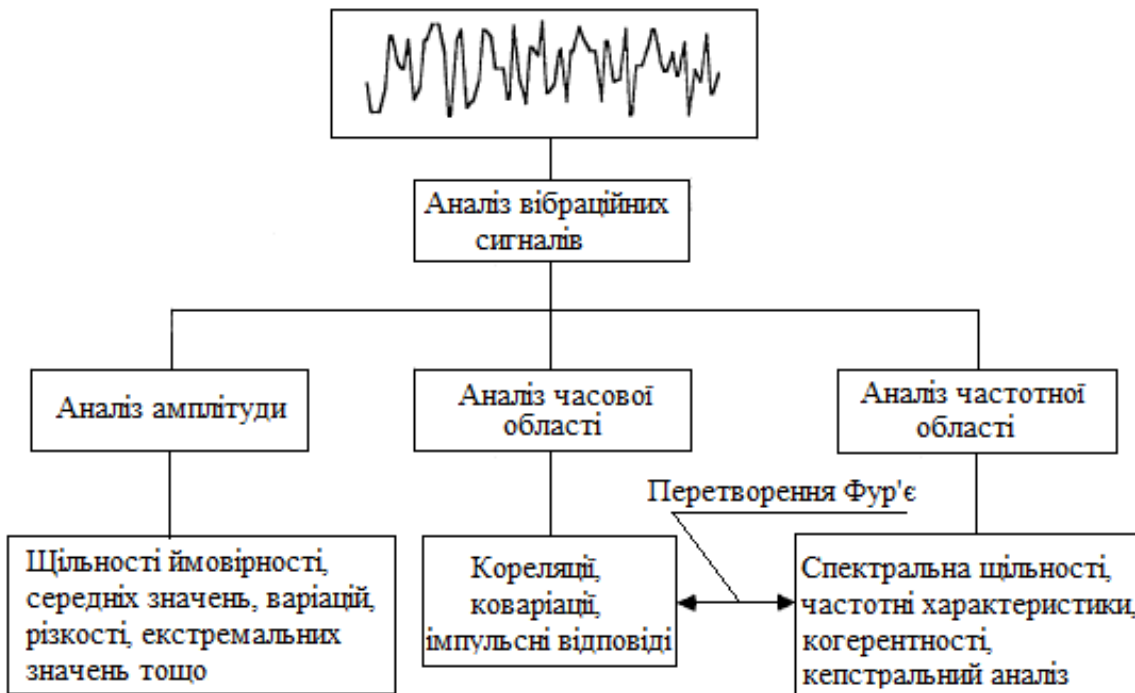 Аналіз вібраційних
сигналів
Аналіз амплітуди
Аналіз часової
області
Аналіз частотної
області
Перетворення Фур'є
Щільності ймовірності,
середніх значень, варіацій,
різкості, екстремальних
значень тощо
Кореляції,
коваріації,
імпульсні відповіді
Спектральна щільності,
частотні характеристики,
когерентності,
кепстральний аналіз